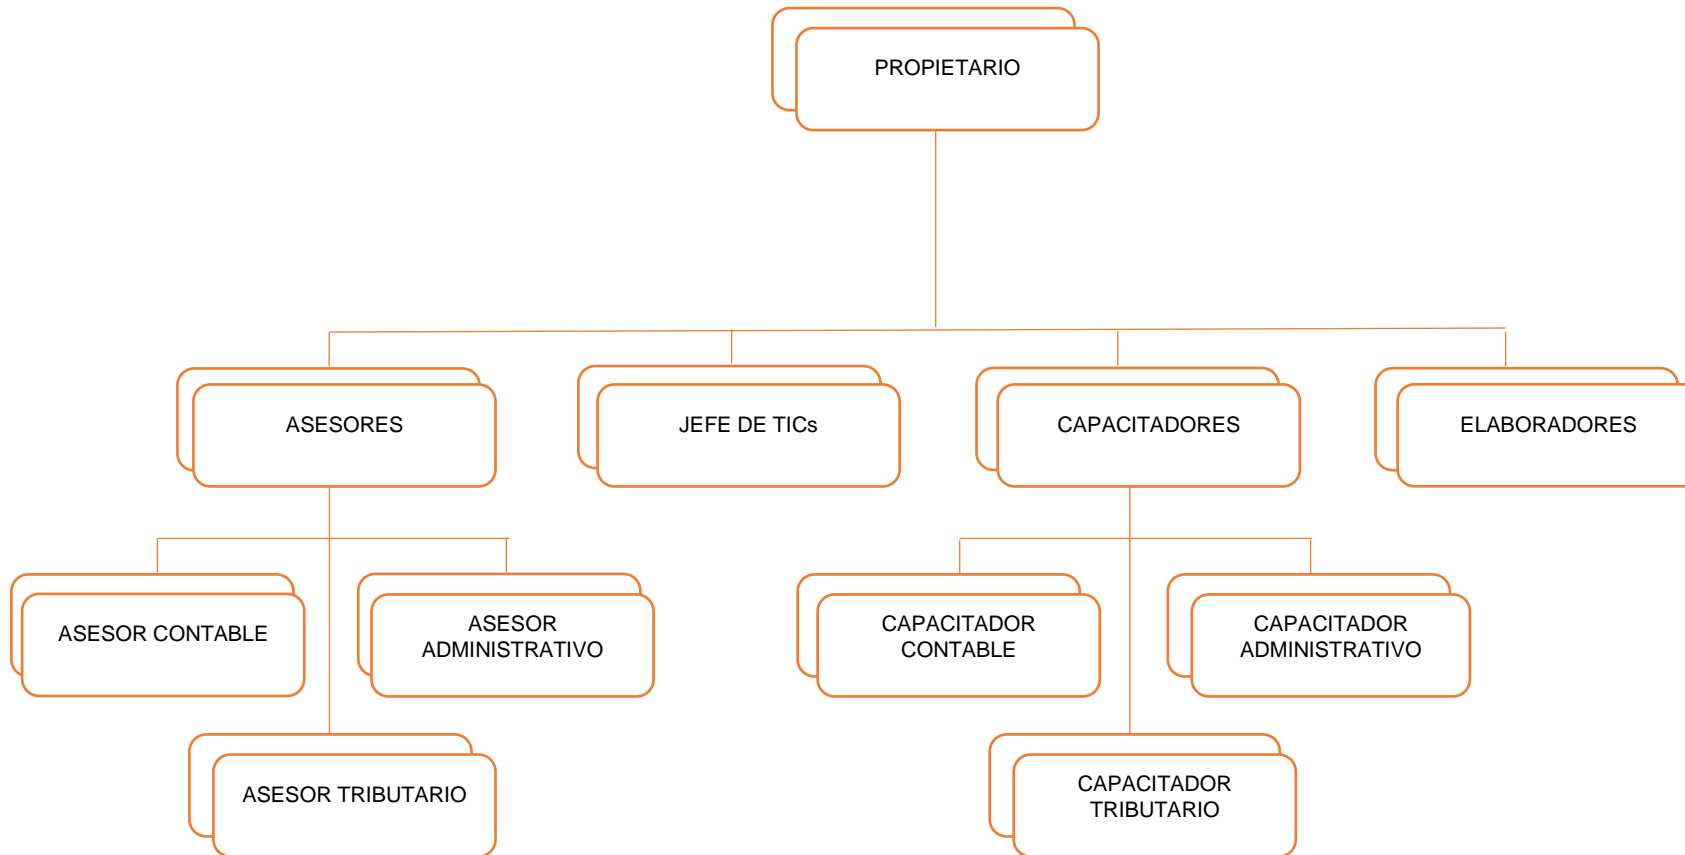 PROPIETARIO
ASESORES
JEFE DE TICs
CAPACITADORES
ELABORADORES
ASESOR CONTABLE
ASESOR
ADMINISTRATIVO
CAPACITADOR
CONTABLE
CAPACITADOR
ADMINISTRATIVO
ASESOR TRIBUTARIO
CAPACITADOR
TRIBUTARIO